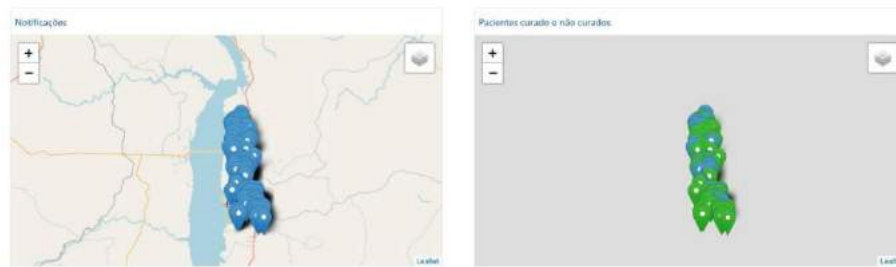 Notificações
Pacientes curado e não curados
+
−
+
−
Leaflet
Leaflet